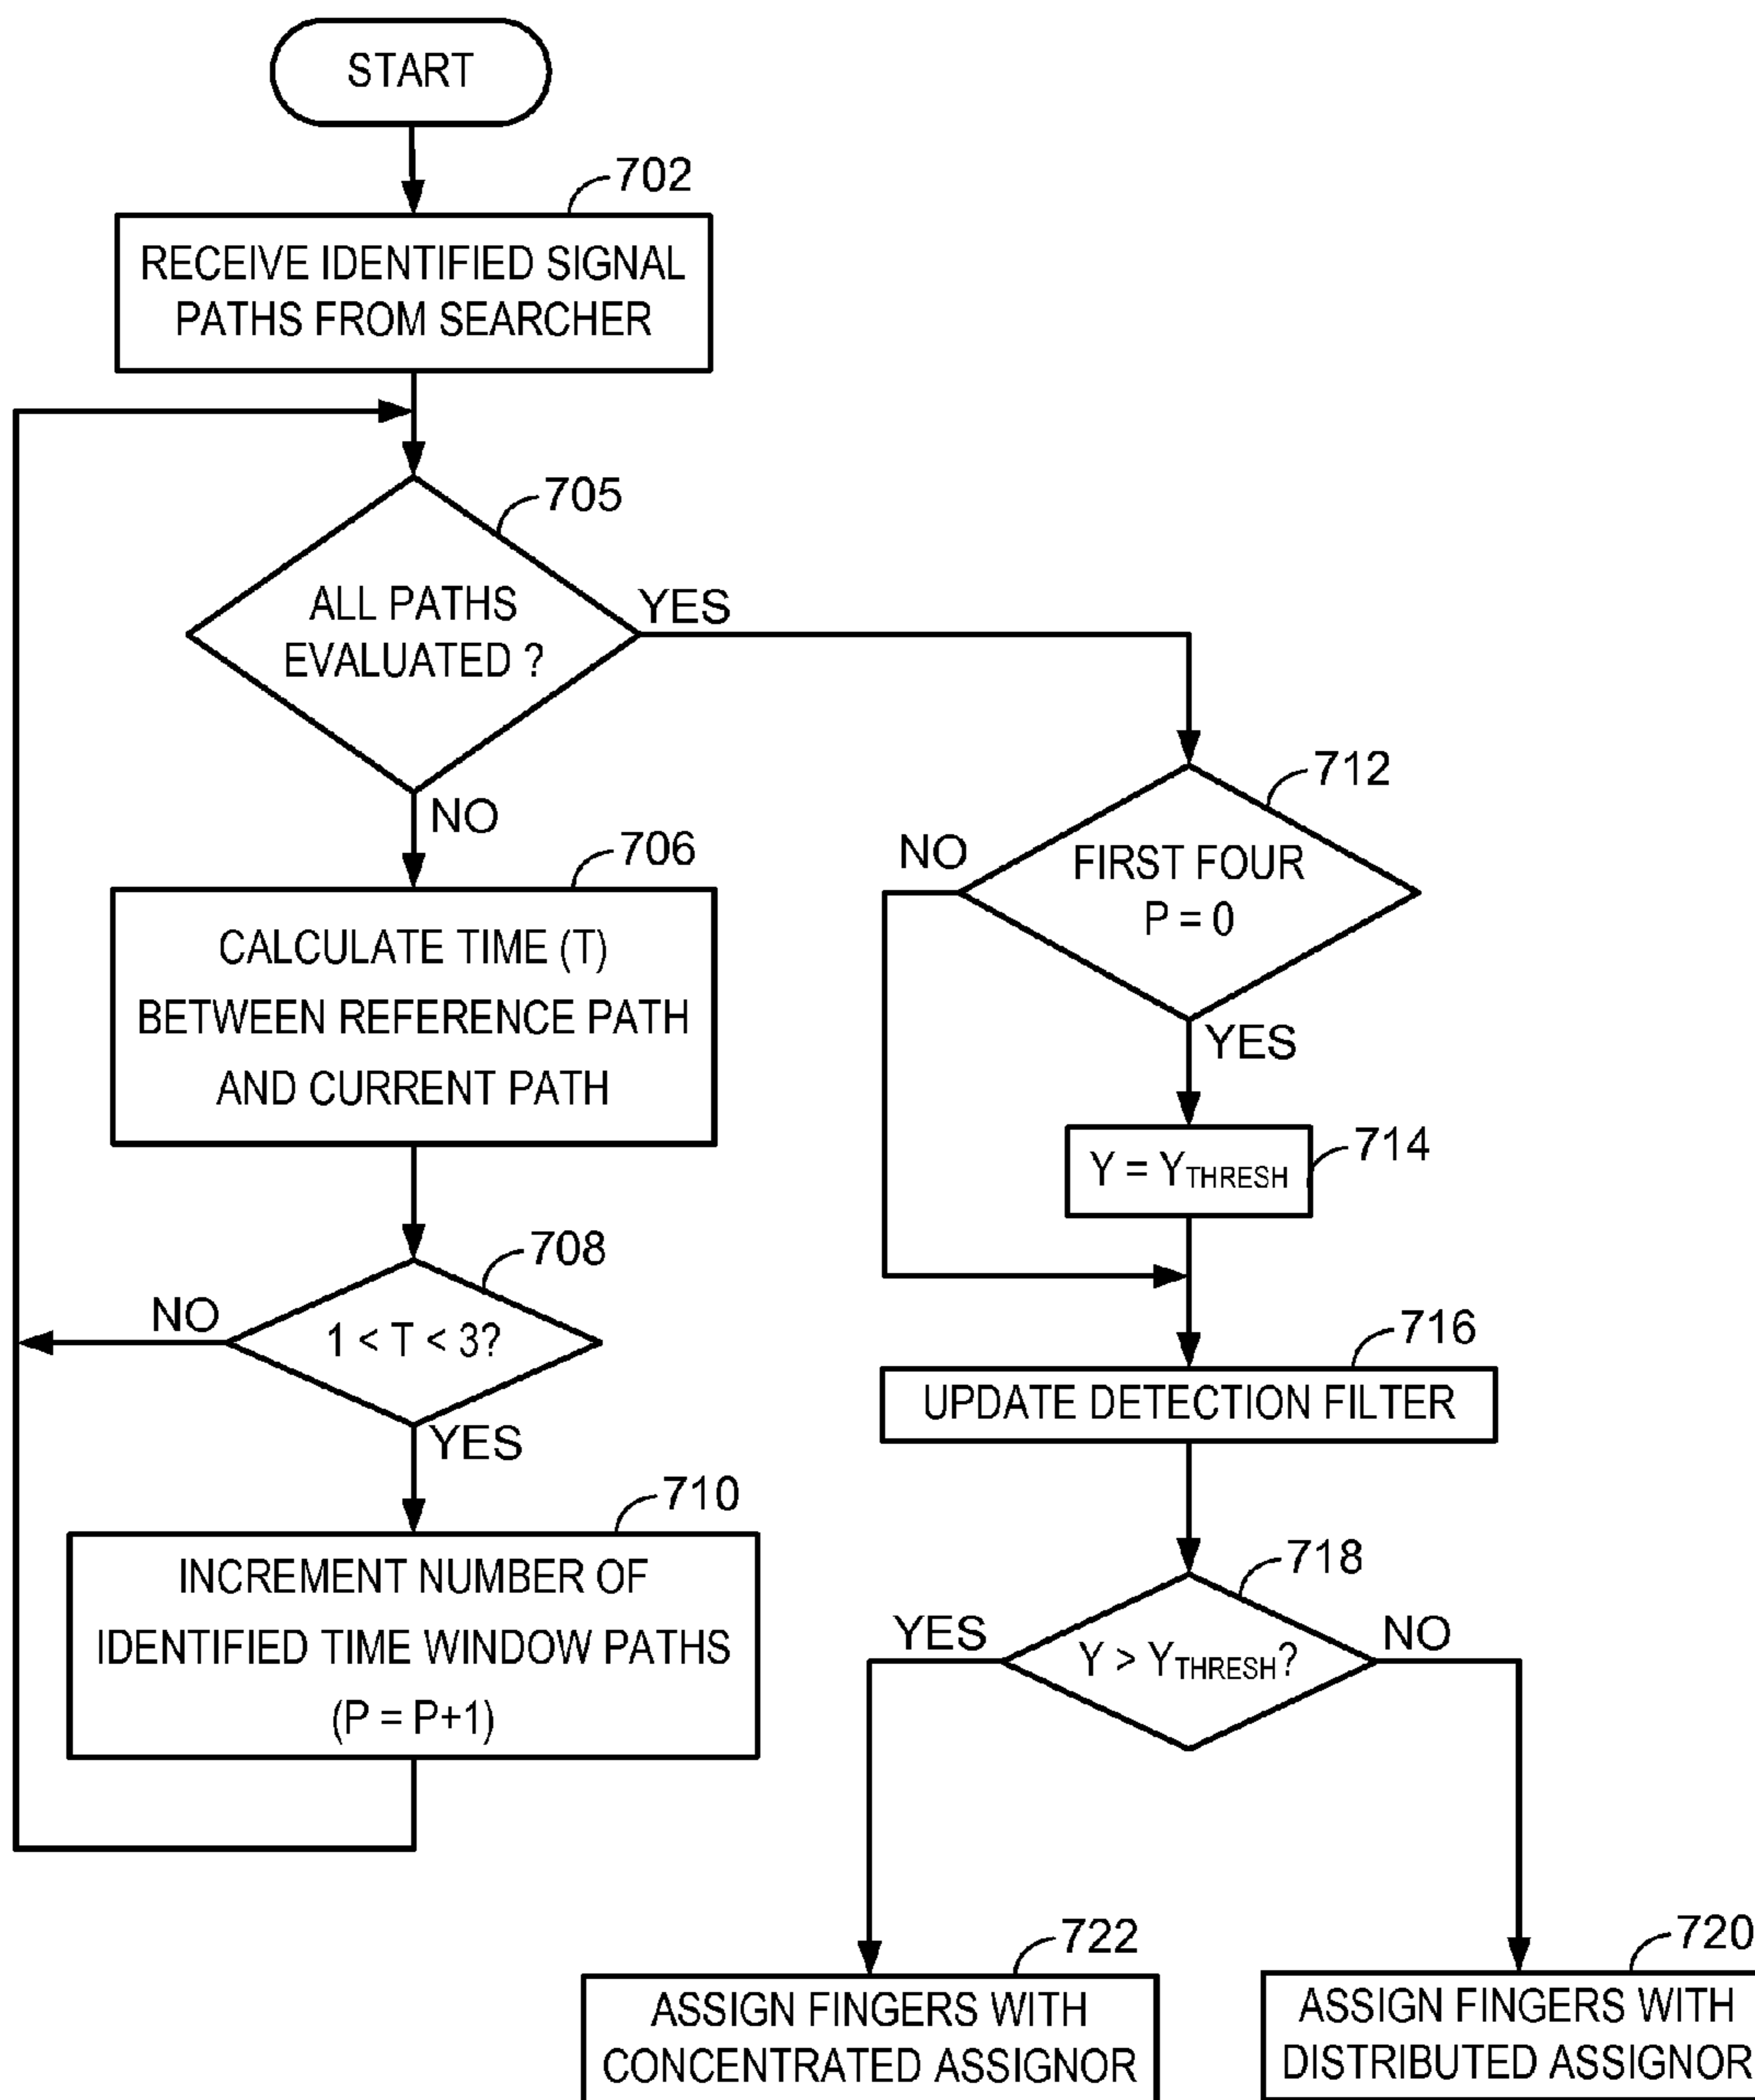 START
702
RECEIVE IDENTIFIED SIGNAL
PATHS FROM SEARCHER
705
ALL PATHS
EVALUATED ?
YES
NO
706
CALCULATE TIME (T)
BETWEEN REFERENCE PATH
AND CURRENT PATH
708
1 < T < 3?
NO
YES
710
INCREMENT NUMBER OF
IDENTIFIED TIME WINDOW PATHS
(P = P+1)
712
FIRST FOUR
P = 0
NO
YES
714
Y = YTHRESH
716
UPDATE DETECTION FILTER
718
Y > YTHRESH?
YES
NO
722
ASSIGN FINGERS WITH
CONCENTRATED ASSIGNOR
720
ASSIGN FINGERS WITH
DISTRIBUTED ASSIGNOR